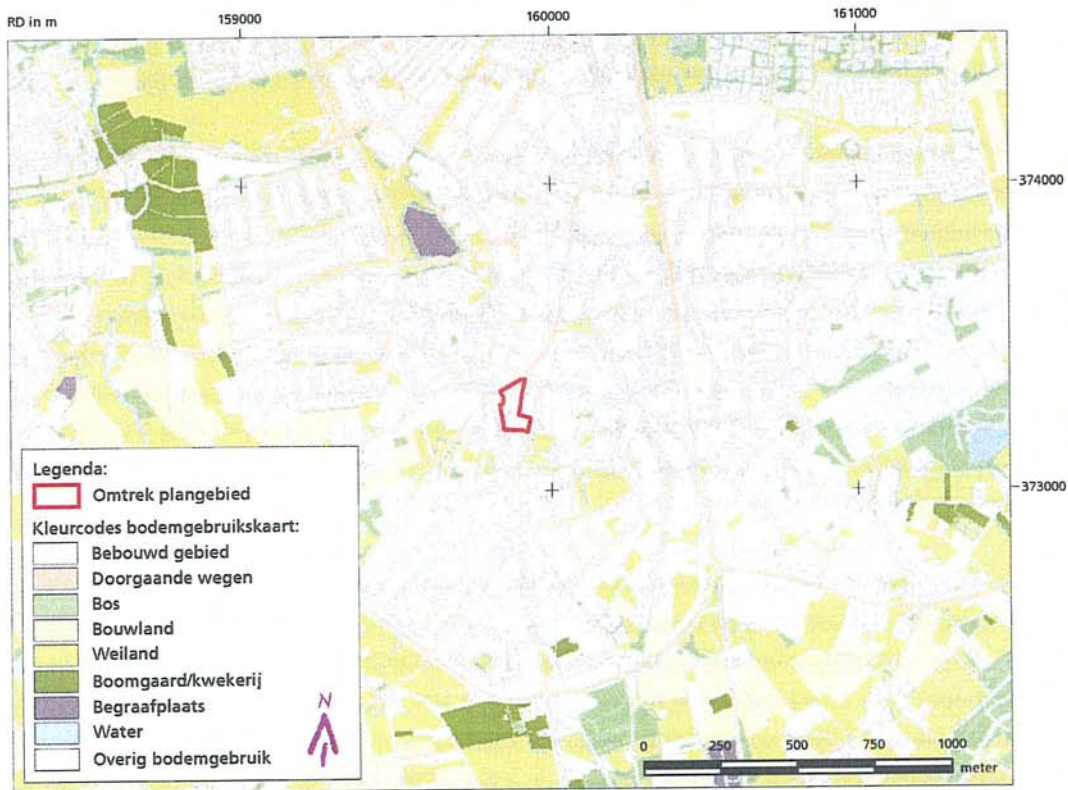 RD in m 159000 160000 161000
374000
373000
Legenda:
Omtrek plangebied
Kleurcodes bodemgebruikskaart:
Bebouwd gebied
Doorgaande wegen
Bos
Bouwland
Weiland
Boomgaard/kwekerij
Begraafplaats
Water
Overig bodemgebruik
N
0 250 500 750 1000
meter